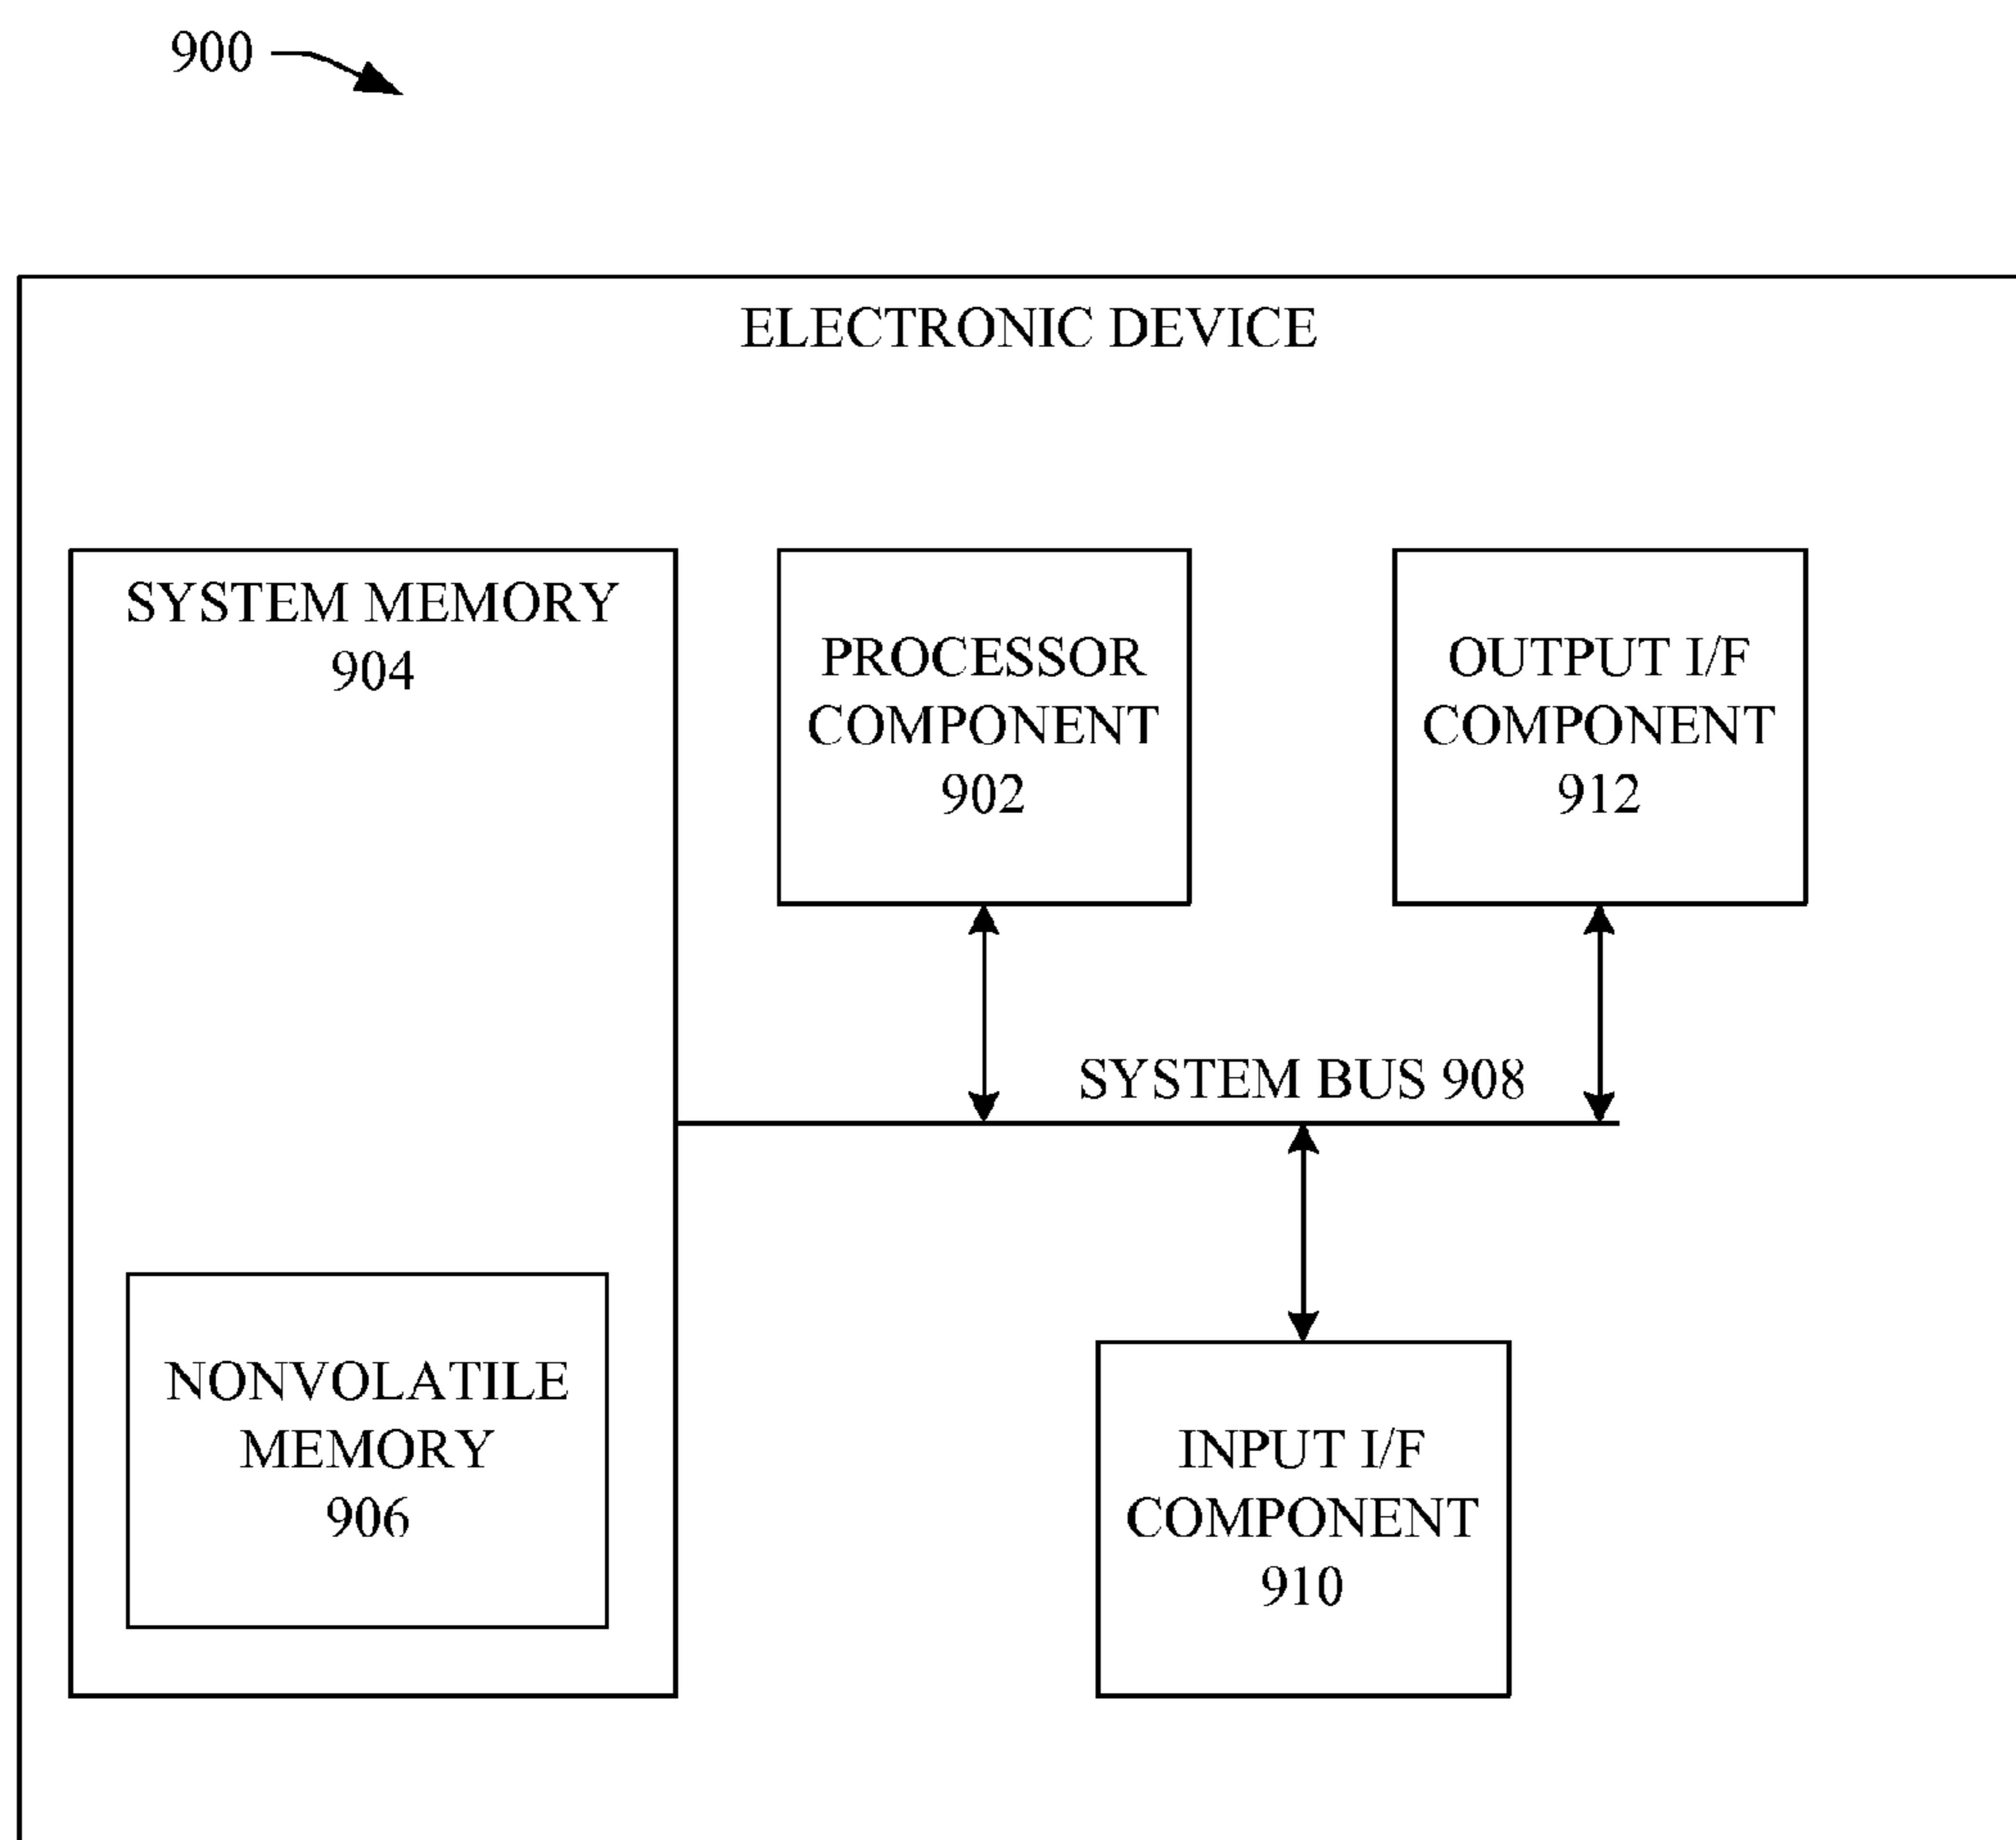 900
ELECTRONIC DEVICE
SYSTEM MEMORY
904
PROCESSOR
COMPONENT
902
OUTPUT I/F
COMPONENT
912
SYSTEM BUS 908
NONVOLATILE
MEMORY
906
INPUT I/F
COMPONENT
910